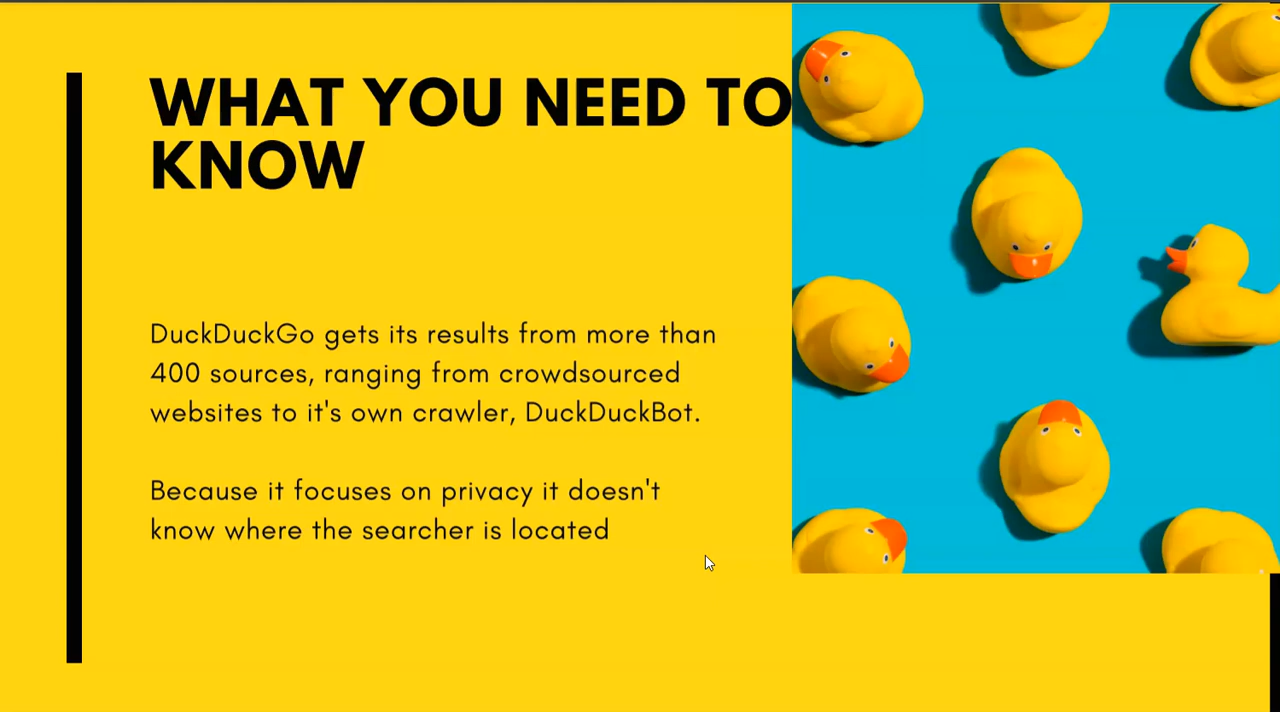 WHAT YOU NEED TO
KNOW
DuckDuckGo gets its results from more than
400 sources, ranging from crowdsourced
websites to it's own crawler, DuckDuckBot.
Because it focuses on privacy it doesn't
know where the searcher is located